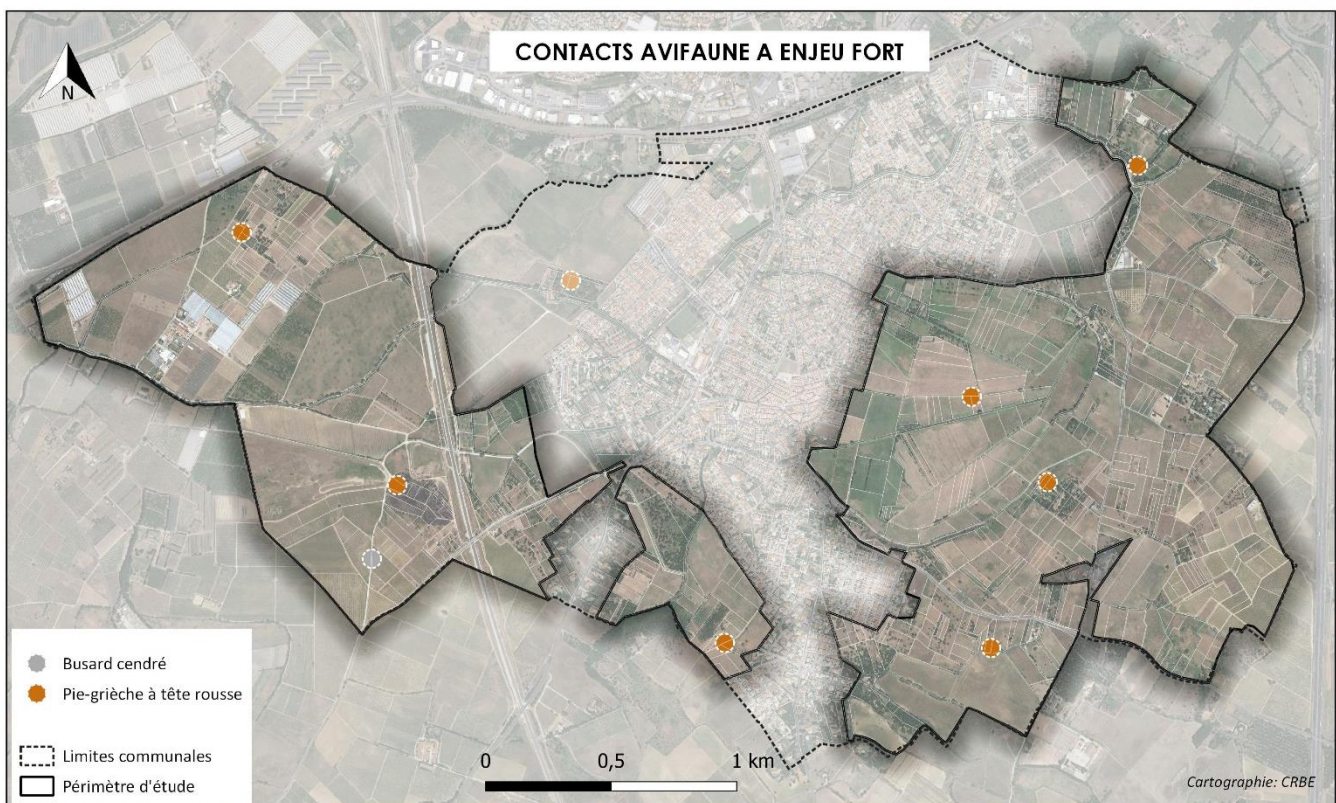 CONTACTS AVIFAUNE A ENJEU FORT
N
Busard cendré
Pie-grièche à tête rousse
Limites communales
Périmètre d'étude
0 0,5 1 km
Cartographie: CRBE